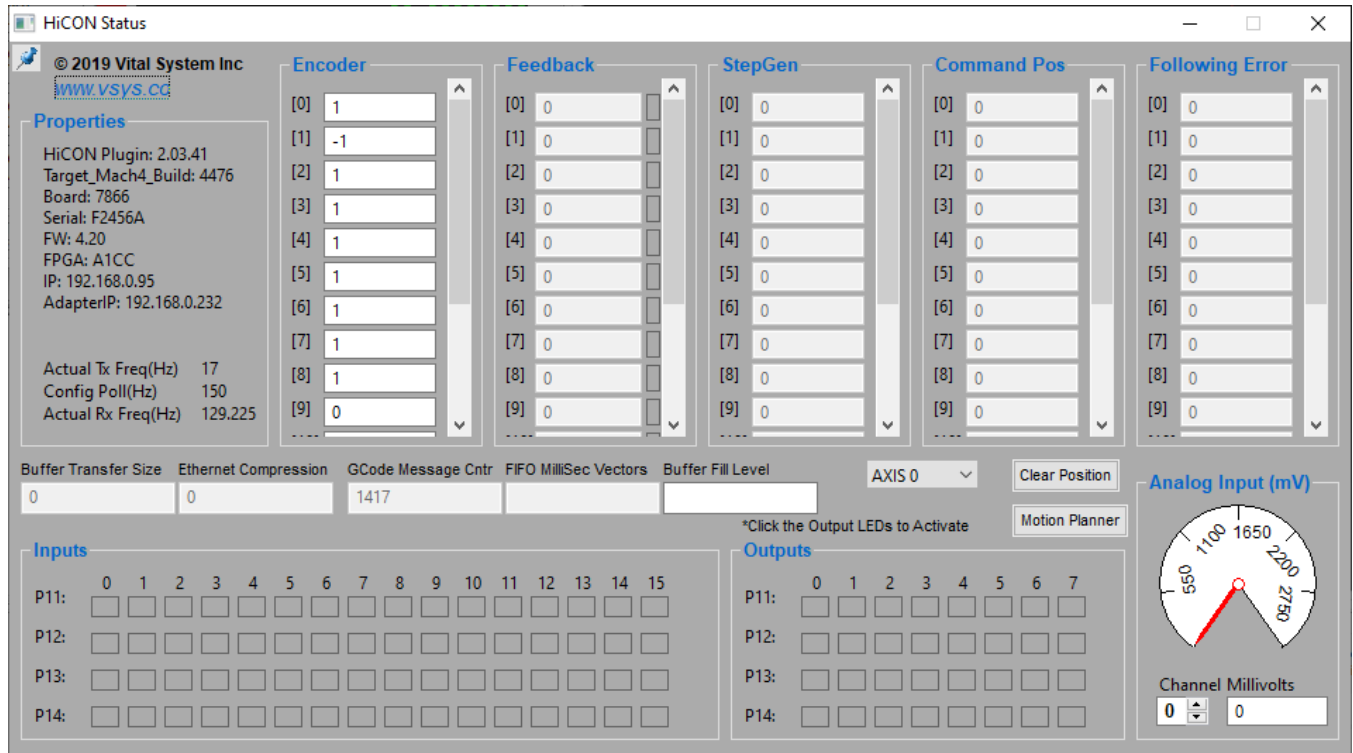 HiCON Status
© 2019 Vital System Inc
www.vsys.cc
Properties
HiCON Plugin: 2.03.41
Target_Mach4_Build: 4476
Board: 7866
Serial: F2456A
FW: 4.20
FPGA: A1CC
IP: 192.168.0.95
AdapterIP: 192.168.0.232
Actual Tx Freq(Hz) 17
Config Poll(Hz) 150
Actual Rx Freq(Hz) 129.225
Encoder
[0] 1
[1] -1
[2] 1
[3] 1
[4] 1
[5] 1
[6] 1
[7] 1
[8] 1
[9] 0
Feedback
[0] 0
[1] 0
[2] 0
[3] 0
[4] 0
[5] 0
[6] 0
[7] 0
[8] 0
[9] 0
StepGen
[0] 0
[1] 0
[2] 0
[3] 0
[4] 0
[5] 0
[6] 0
[7] 0
[8] 0
[9] 0
Command Pos
[0] 0
[1] 0
[2] 0
[3] 0
[4] 0
[5] 0
[6] 0
[7] 0
[8] 0
[9] 0
Following Error
[0] 0
[1] 0
[2] 0
[3] 0
[4] 0
[5] 0
[6] 0
[7] 0
[8] 0
[9] 0
Buffer Transfer Size Ethernet Compression GCode Message Cntr FIFO MilliSec Vectors Buffer Fill Level
0 0 1417
AXIS 0
Clear Position
*Click the Output LEDs to Activate
Motion Planner
Inputs
0 1 2 3 4 5 6 7 8 9 10 11 12 13 14 15
P11:
P12:
P13:
P14:
Outputs
0 1 2 3 4 5 6 7
P11:
P12:
P13:
P14:
Analog Input (mV)
550 1100 1650 2200 2750
Channel Millivolts
0 0